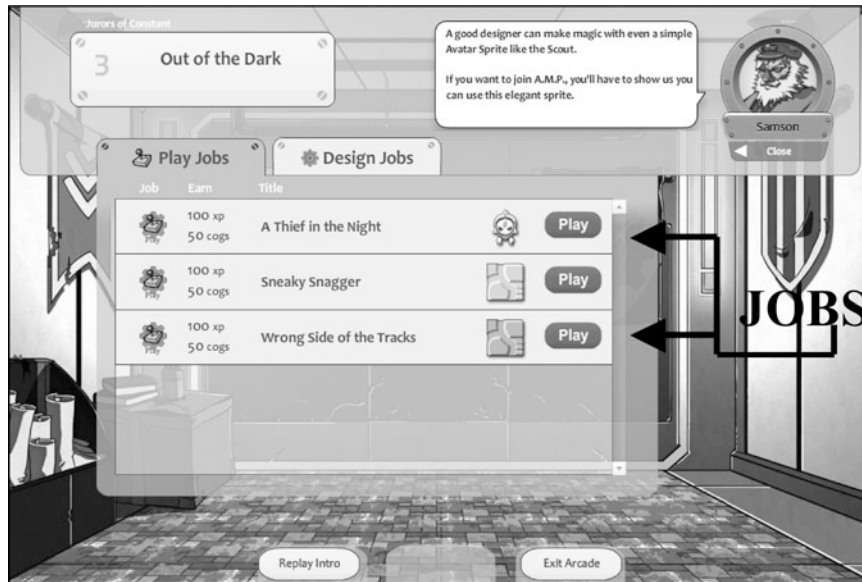 Jurors of Constant
3
Out of the Dark
A good designer can make magic with even a simple
Avatar Sprite like the Scout.
If you want to join A.M.P., you'll have to show us you
can use this elegant sprite.
Samson
Close
Play Jobs
Design Jobs
Job Earn Title
Play
100 xp
50 cogs
A Thief in the Night
Play
Play
100 xp
50 cogs
Sneaky Snagger
Play
Play
100 xp
50 cogs
Wrong Side of the Tracks
Play
JOBS
Replay Intro
Exit Arcade